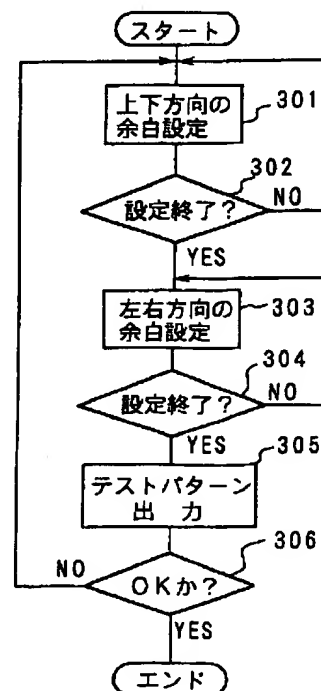 スタート
上下方向の
余白設定
301
302
設定終了?
NO
YES
左右方向の
余白設定
303
304
設定終了?
NO
YES
305
テストパターン
出 力
306
NO
OKか?
YES
エンド